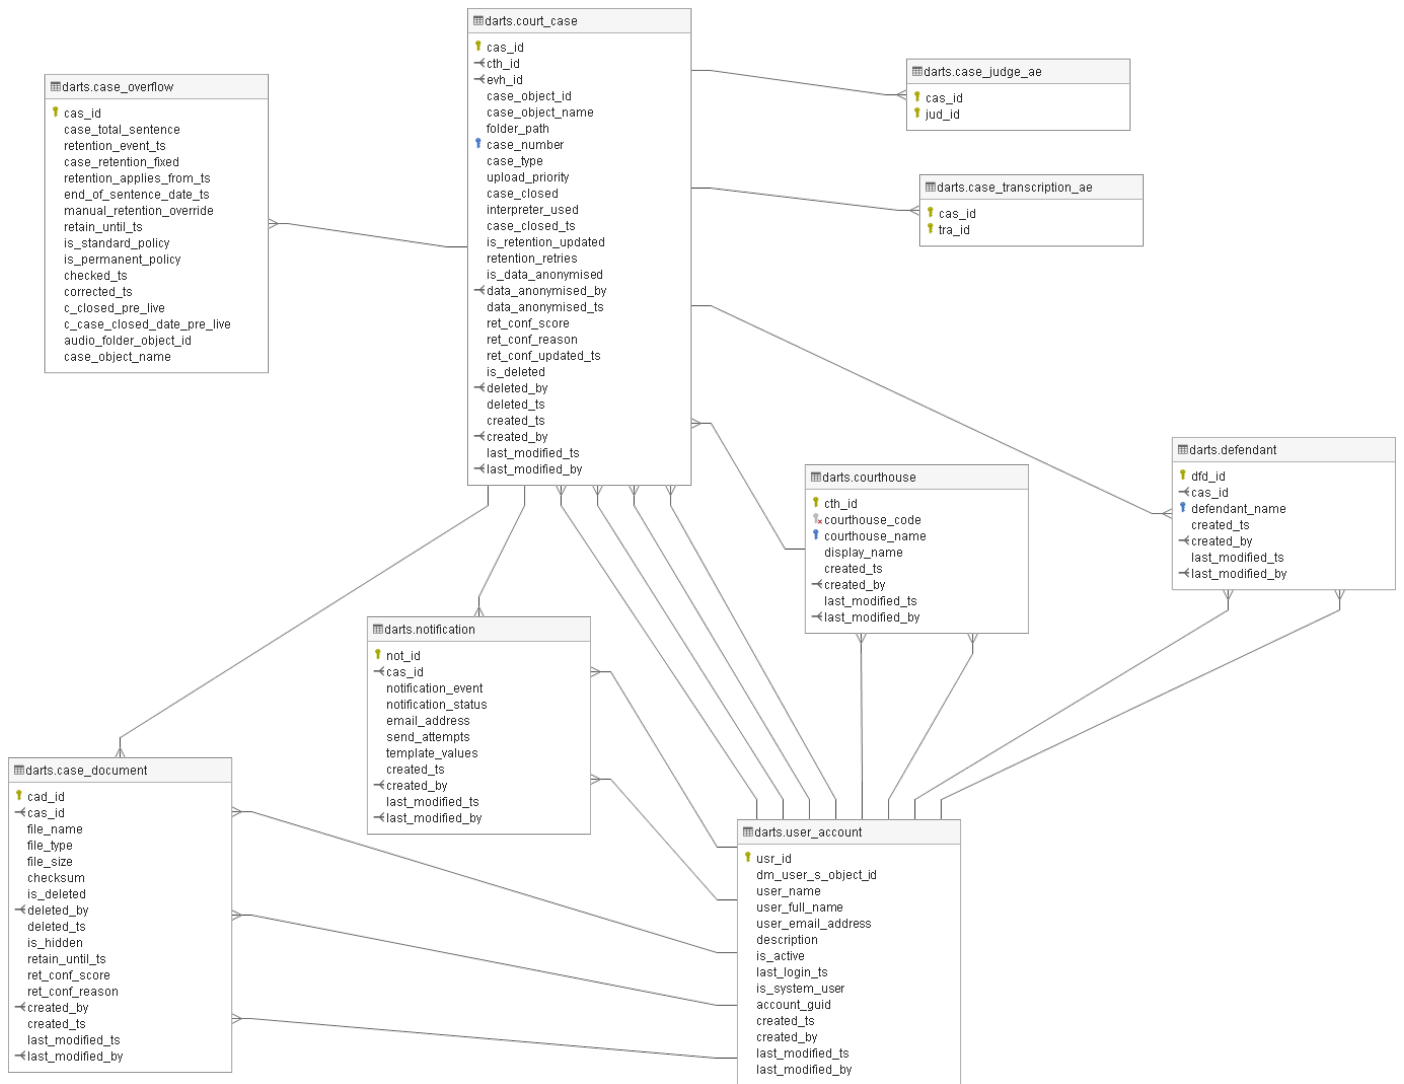 darts.court_case
cas_id
cth_id
evh_id
case_object_id
case_object_name
folder_path
case_number
case_type
upload_priority
case_closed
interpreter_used
case_closed_ts
is_retention_updated
retention_retries
is_data_anonymised
data_anonymised_by
data_anonymised_ts
ret_conf_score
ret_conf_reason
ret_conf_updated_ts
is_deleted
deleted_by
deleted_ts
created_ts
created_by
last_modified_ts
last_modified_by
darts.case_overflow
cas_id
case_total_sentence
retention_event_ts
case_retention_fixed
retention_applies_from_ts
end_of_sentence_date_ts
manual_retention_override
retain_until_ts
is_standard_policy
is_permanent_policy
checked_ts
corrected_ts
c_closed_pre_live
c_case_closed_date_pre_live
audio_folder_object_id
case_object_name
darts.case_judge_ae
cas_id
jud_id
darts.case_transcription_ae
cas_id
tra_id
darts.defendant
dfd_id
cas_id
defendant_name
created_ts
created_by
last_modified_ts
last_modified_by
darts.courthouse
cth_id
courthouse_code
courthouse_name
display_name
created_ts
created_by
last_modified_ts
last_modified_by
darts.notification
not_id
cas_id
notification_event
notification_status
email_address
send_attempts
template_values
created_ts
created_by
last_modified_ts
last_modified_by
darts.case_document
cad_id
cas_id
file_name
file_type
file_size
checksum
is_deleted
deleted_by
deleted_ts
is_hidden
retain_until_ts
ret_conf_score
ret_conf_reason
created_by
created_ts
last_modified_ts
last_modified_by
darts.user_account
usr_id
dm_user_s_object_id
user_name
user_full_name
user_email_address
description
is_active
last_login_ts
is_system_user
account_guid
created_ts
created_by
last_modified_ts
last_modified_by